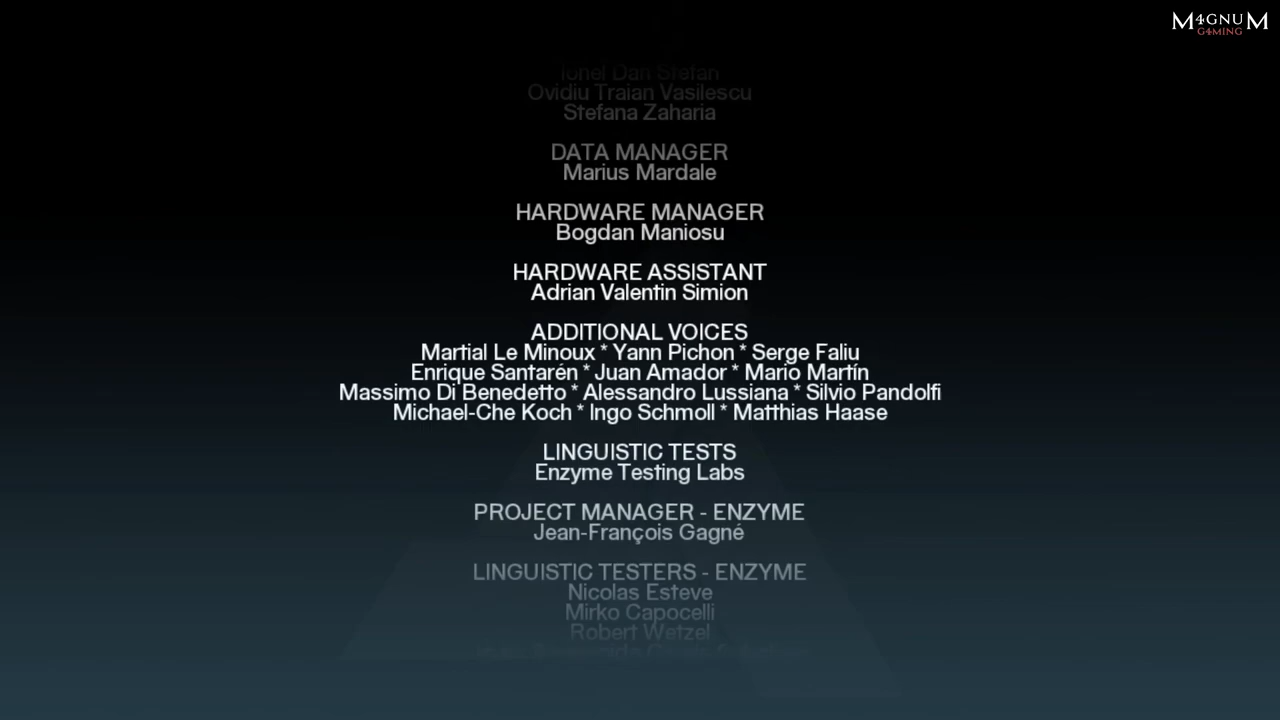 M4GNUM
G4MING
Ionel Dan Stefan
Ovidiu Traian Vasilescu
Stefana Zaharia
DATA MANAGER
Marius Mardale
HARDWARE MANAGER
Bogdan Maniosu
HARDWARE ASSISTANT
Adrian Valentin Simion
ADDITIONAL VOICES
Martial Le Minoux * Yann Pichon * Serge Faliu
Enrique Santarén * Juan Amador * Mario Martín
Massimo Di Benedetto * Alessandro Lussiana * Silvio Pandolfi
Michael-Che Koch * Ingo Schmoll * Matthias Haase
LINGUISTIC TESTS
Enzyme Testing Labs
PROJECT MANAGER - ENZYME
Jean-François Gagné
LINGUISTIC TESTERS - ENZYME
Nicolas Esteve
Mirko Capocelli
Robert Wetzel